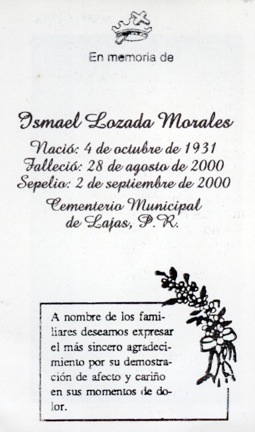 En memoria de
Ismael Lozada Morales
Nació: 4 de octubre de 1931
Falleció: 28 de agosto de 2000
Sepelio: 2 de septiembre de 2000
Cementerio Municipal
de Lajas, P.R.
A nombre de los fami-
liares deseamos expresar
el más sincero agradeci-
miento por su demostra-
ción de afecto y cariño
en sus momentos de do-
lor.